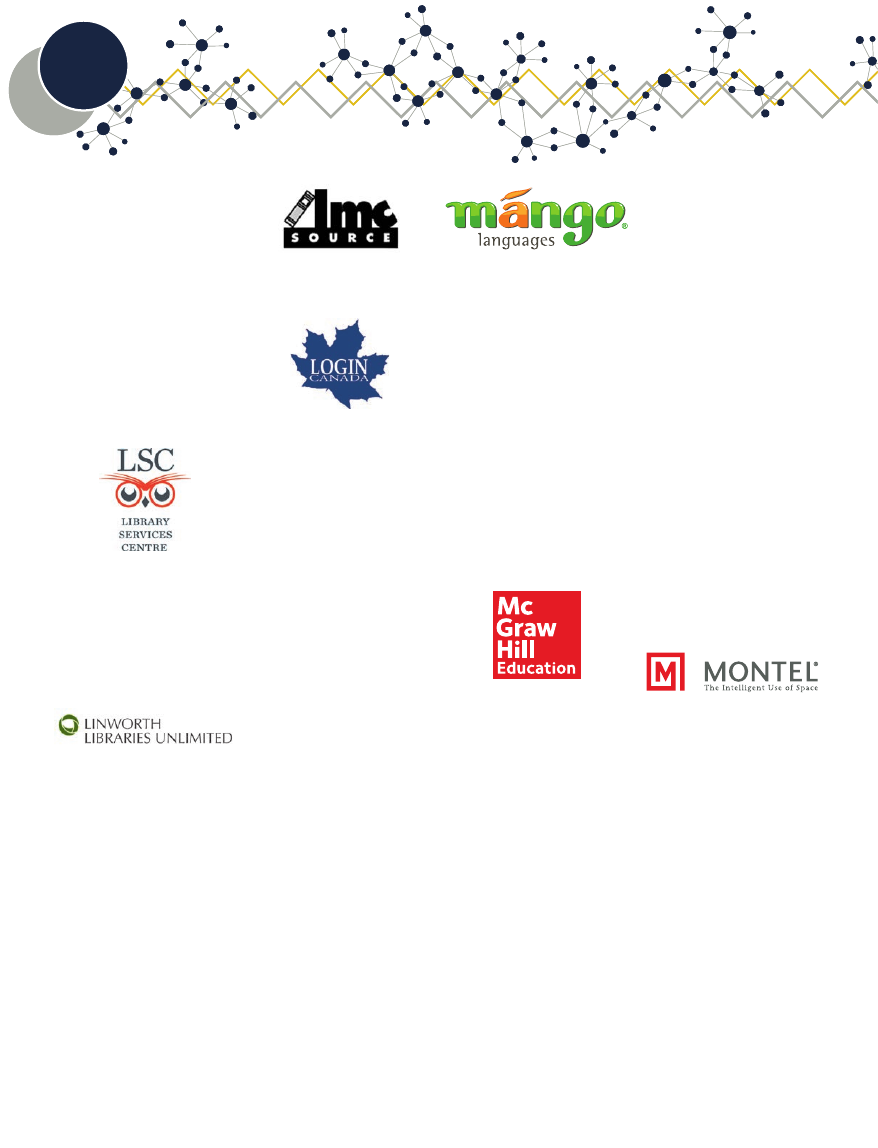 lmc
SOURCE
mángo®
languages
LOGIN
CANADA
LSC
LIBRARY
SERVICES
CENTRE
Mc
Graw
Hill
Education
M MONTEL®
The Intelligent Use of Space
LINWORTH
LIBRARIES UNLIMITED